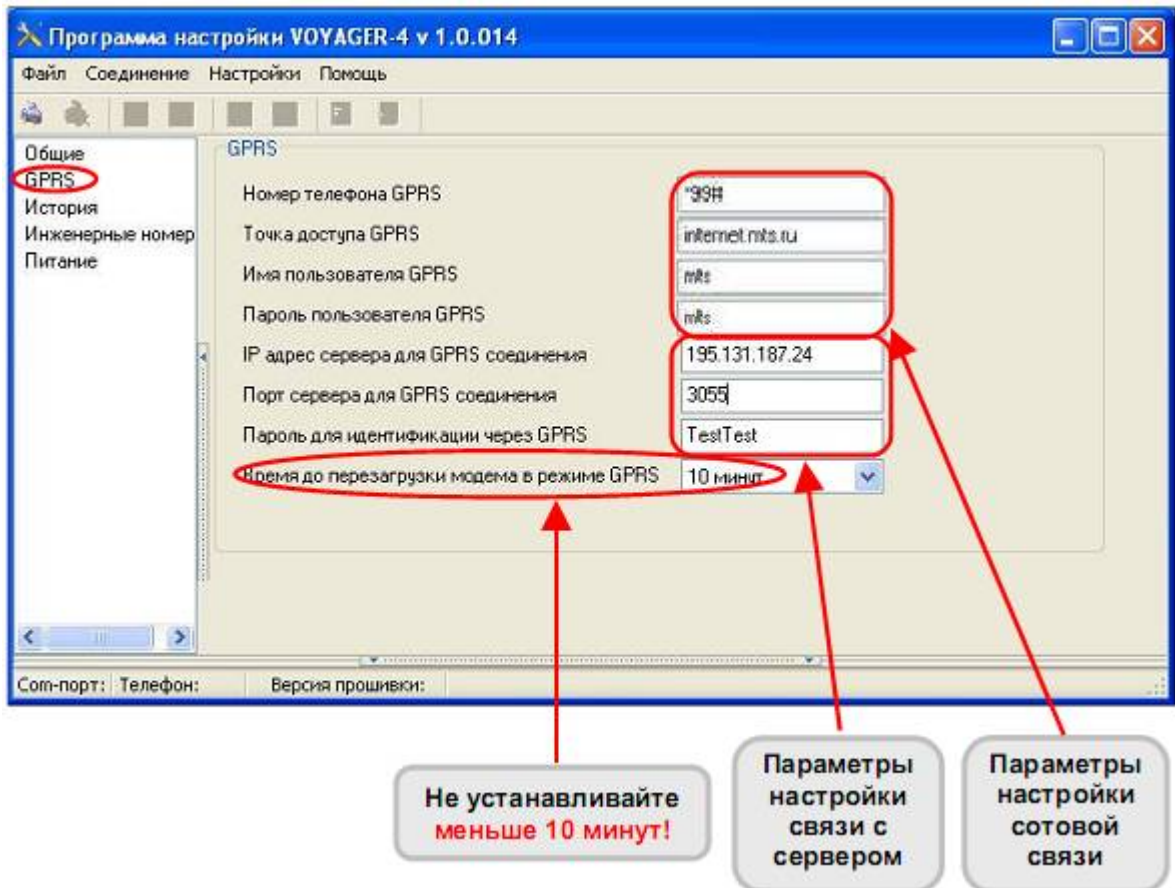 Программа настройки VOYAGER-4 v 1.0.014
Файл Соединение Настройки Помощь
Общие
GPRS
История
Инженерные номер
Питание
GPRS
Номер телефона GPRS *99#
Точка доступа GPRS internet.mts.ru
Имя пользователя GPRS mts
Пароль пользователя GPRS mts
IP адрес сервера для GPRS соединения 195.131.187.24
Порт сервера для GPRS соединения 3055
Пароль для идентификации через GPRS TestTest
Время до перезагрузки модема в режиме GPRS 10 минут
Com-порт: Телефон: Версия прошивки:
Не устанавливайте
меньше 10 минут!
Параметры
настройки
связи с
сервером
Параметры
настройки
сотовой
связи